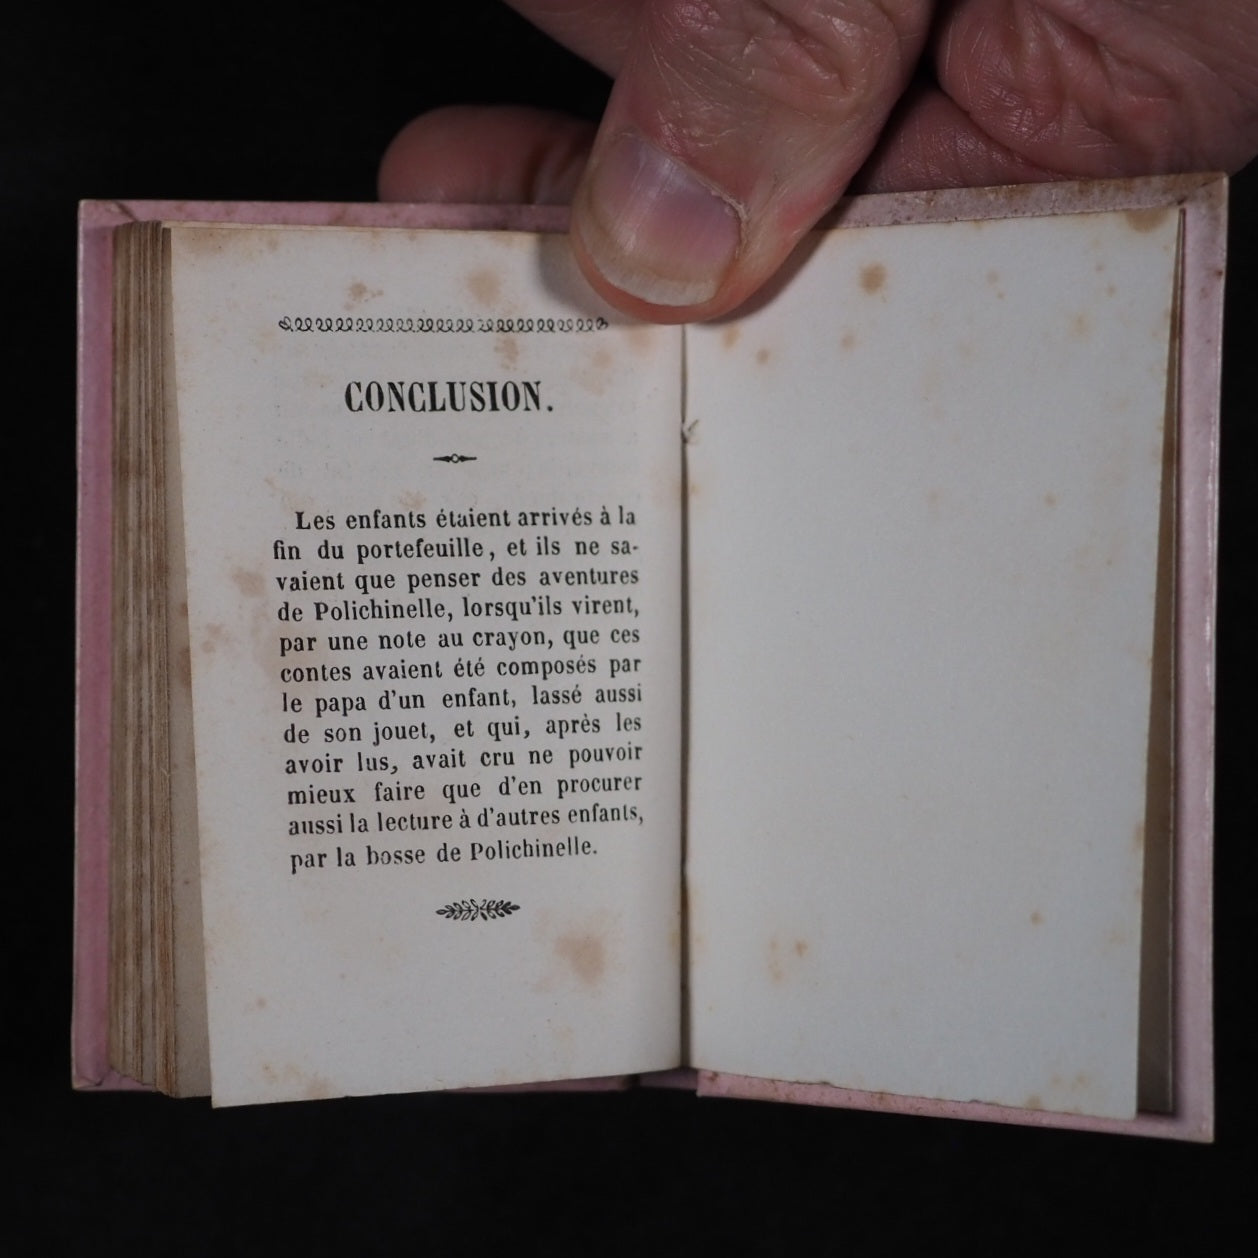 CONCLUSION.
Les enfants étaient arrivés à la
fin du portefeuille, et ils ne sa-
vaient que penser des aventures
de Polichinelle, lorsqu'ils virent,
par une note au crayon, que ces
contes avaient été composés par
le papa d'un enfant, lassé aussi
de son jouet, et qui, après les
avoir lus, avait cru ne pouvoir
mieux faire que d'en procurer
aussi la lecture à d'autres enfants,
par la bosse de Polichinelle.